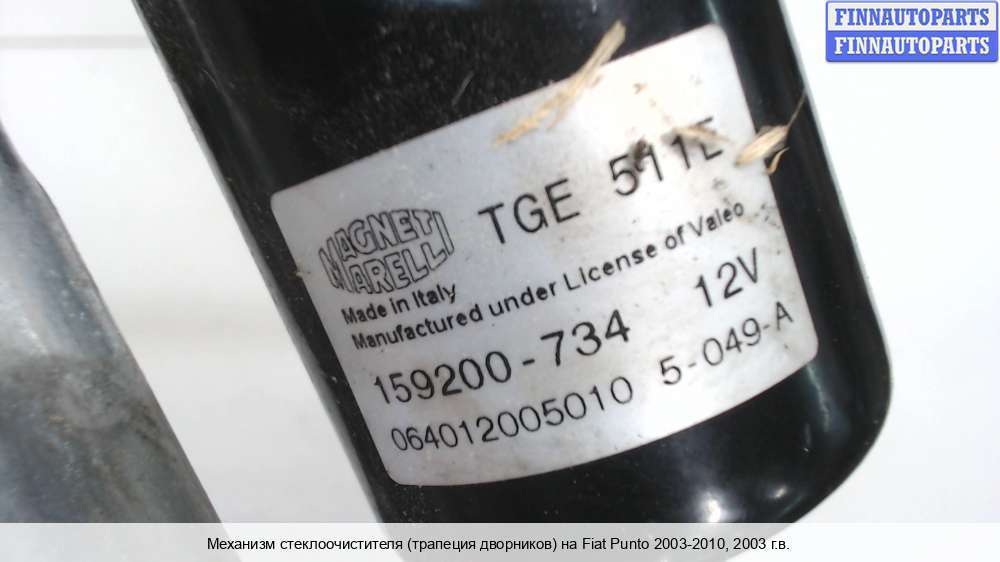 FINNAUTOPARTS
FINNAUTOPARTS
MAGNETI
MARELLI
TGE 511E
Made in Italy
Manufactured under License of Valeo
159200-734 12V
064012005010 5-049-A
Механизм стеклоочистителя (трапеция дворников) на Fiat Punto 2003-2010, 2003 г.в.